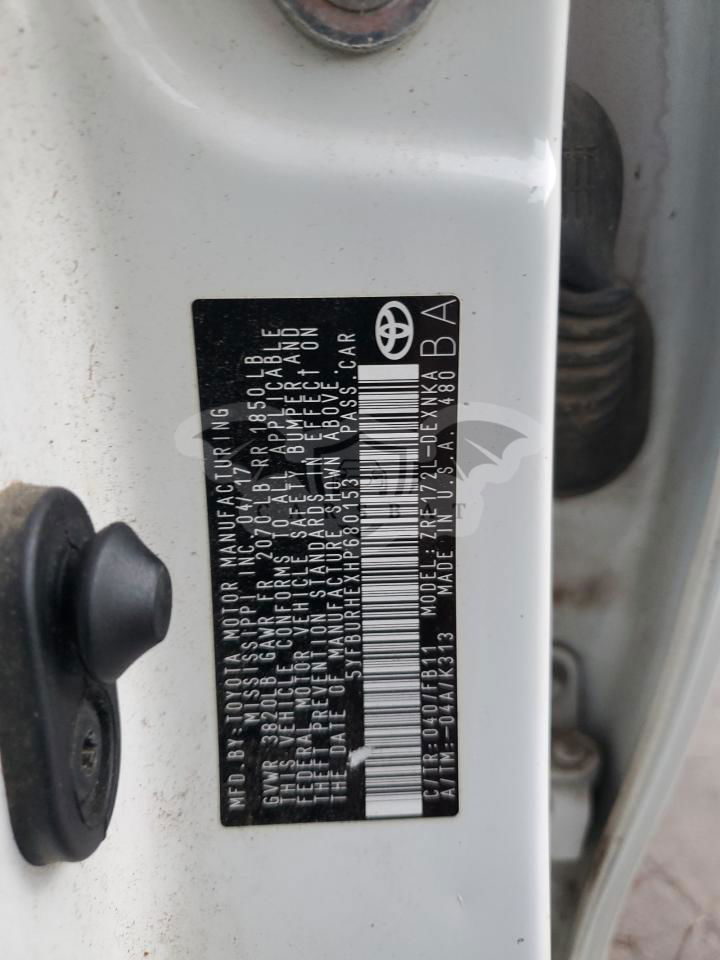 MFD.BY:TOYOTA MOTOR MANUFACTURING
MISSISSIPPI, INC. 04/17
GVWR 3820LB GAWR FR 2070LB RR 1850LB
THIS VEHICLE CONFORMS TO ALL APPLICABLE
FEDERAL MOTOR VEHICLE SAFETY, BUMPER AND
THEFT PREVENTION STANDARDS IN EFFECT ON
THE DATE OF MANUFACTURE SHOWN ABOVE.
5YFBURHEXHP680153 PASS.CAR
C/TR:040/FB11 MODEL:ZRE172L-DEXNKA
A/TM:-04A/K313 MADE IN U.S.A. 480
BA